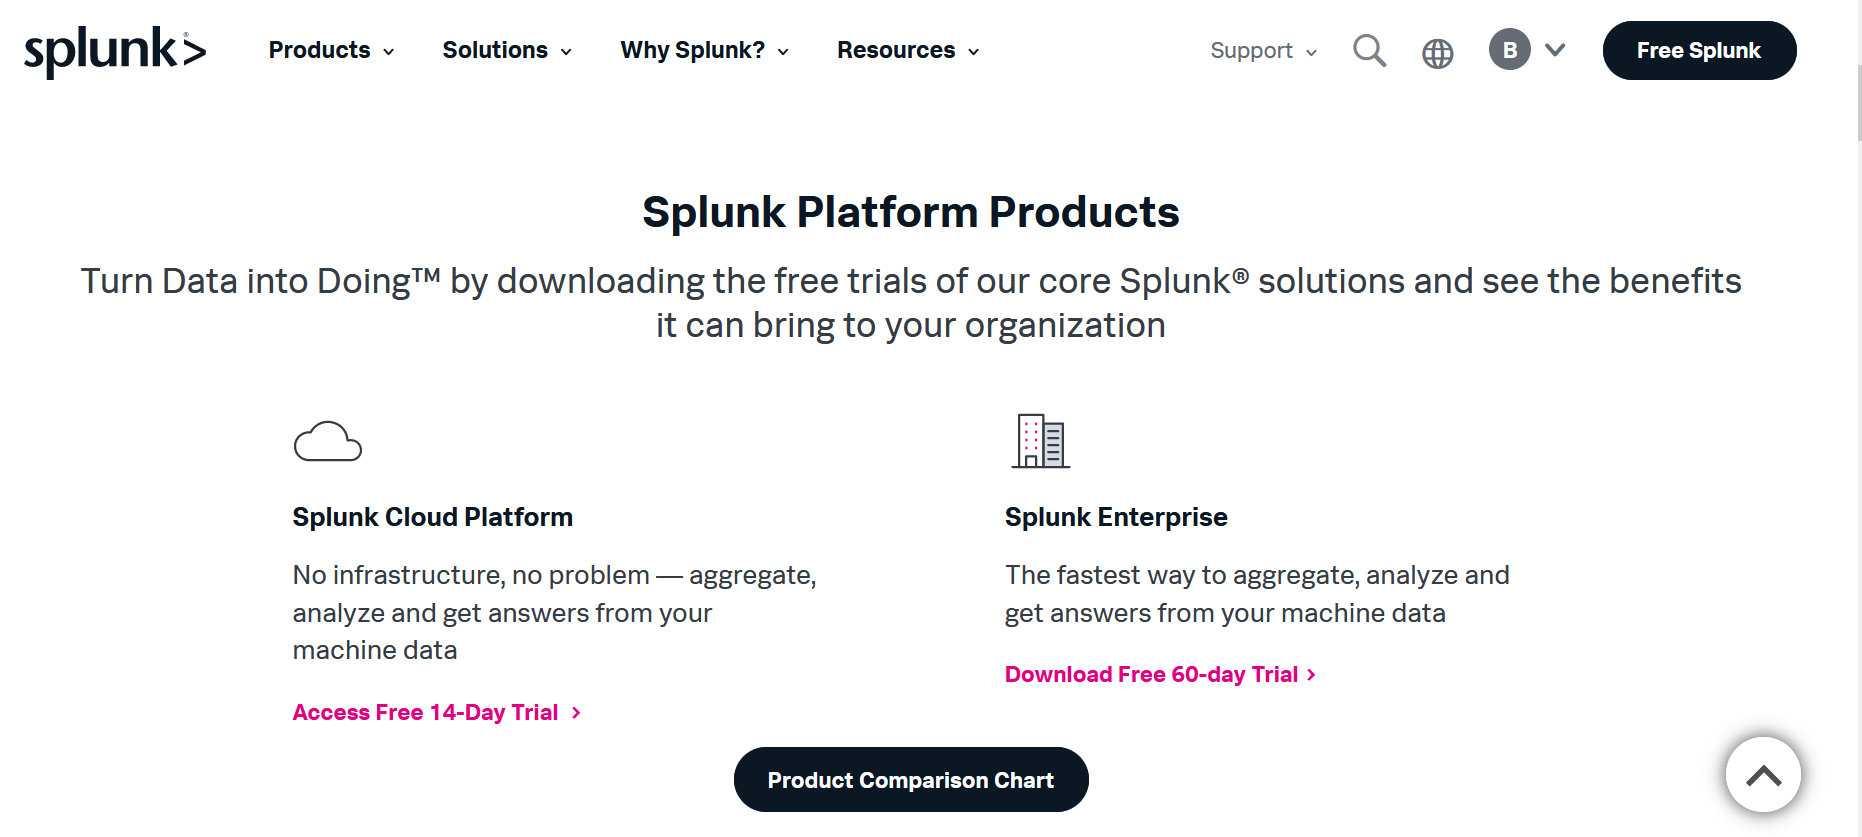 splunk>®
Products
Solutions
Why Splunk?
Resources
Support
B
Free Splunk
Splunk Platform Products
Turn Data into Doing™ by downloading the free trials of our core Splunk® solutions and see the benefits
it can bring to your organization
Splunk Cloud Platform
No infrastructure, no problem — aggregate,
analyze and get answers from your
machine data
Access Free 14-Day Trial >
Splunk Enterprise
The fastest way to aggregate, analyze and
get answers from your machine data
Download Free 60-day Trial >
Product Comparison Chart